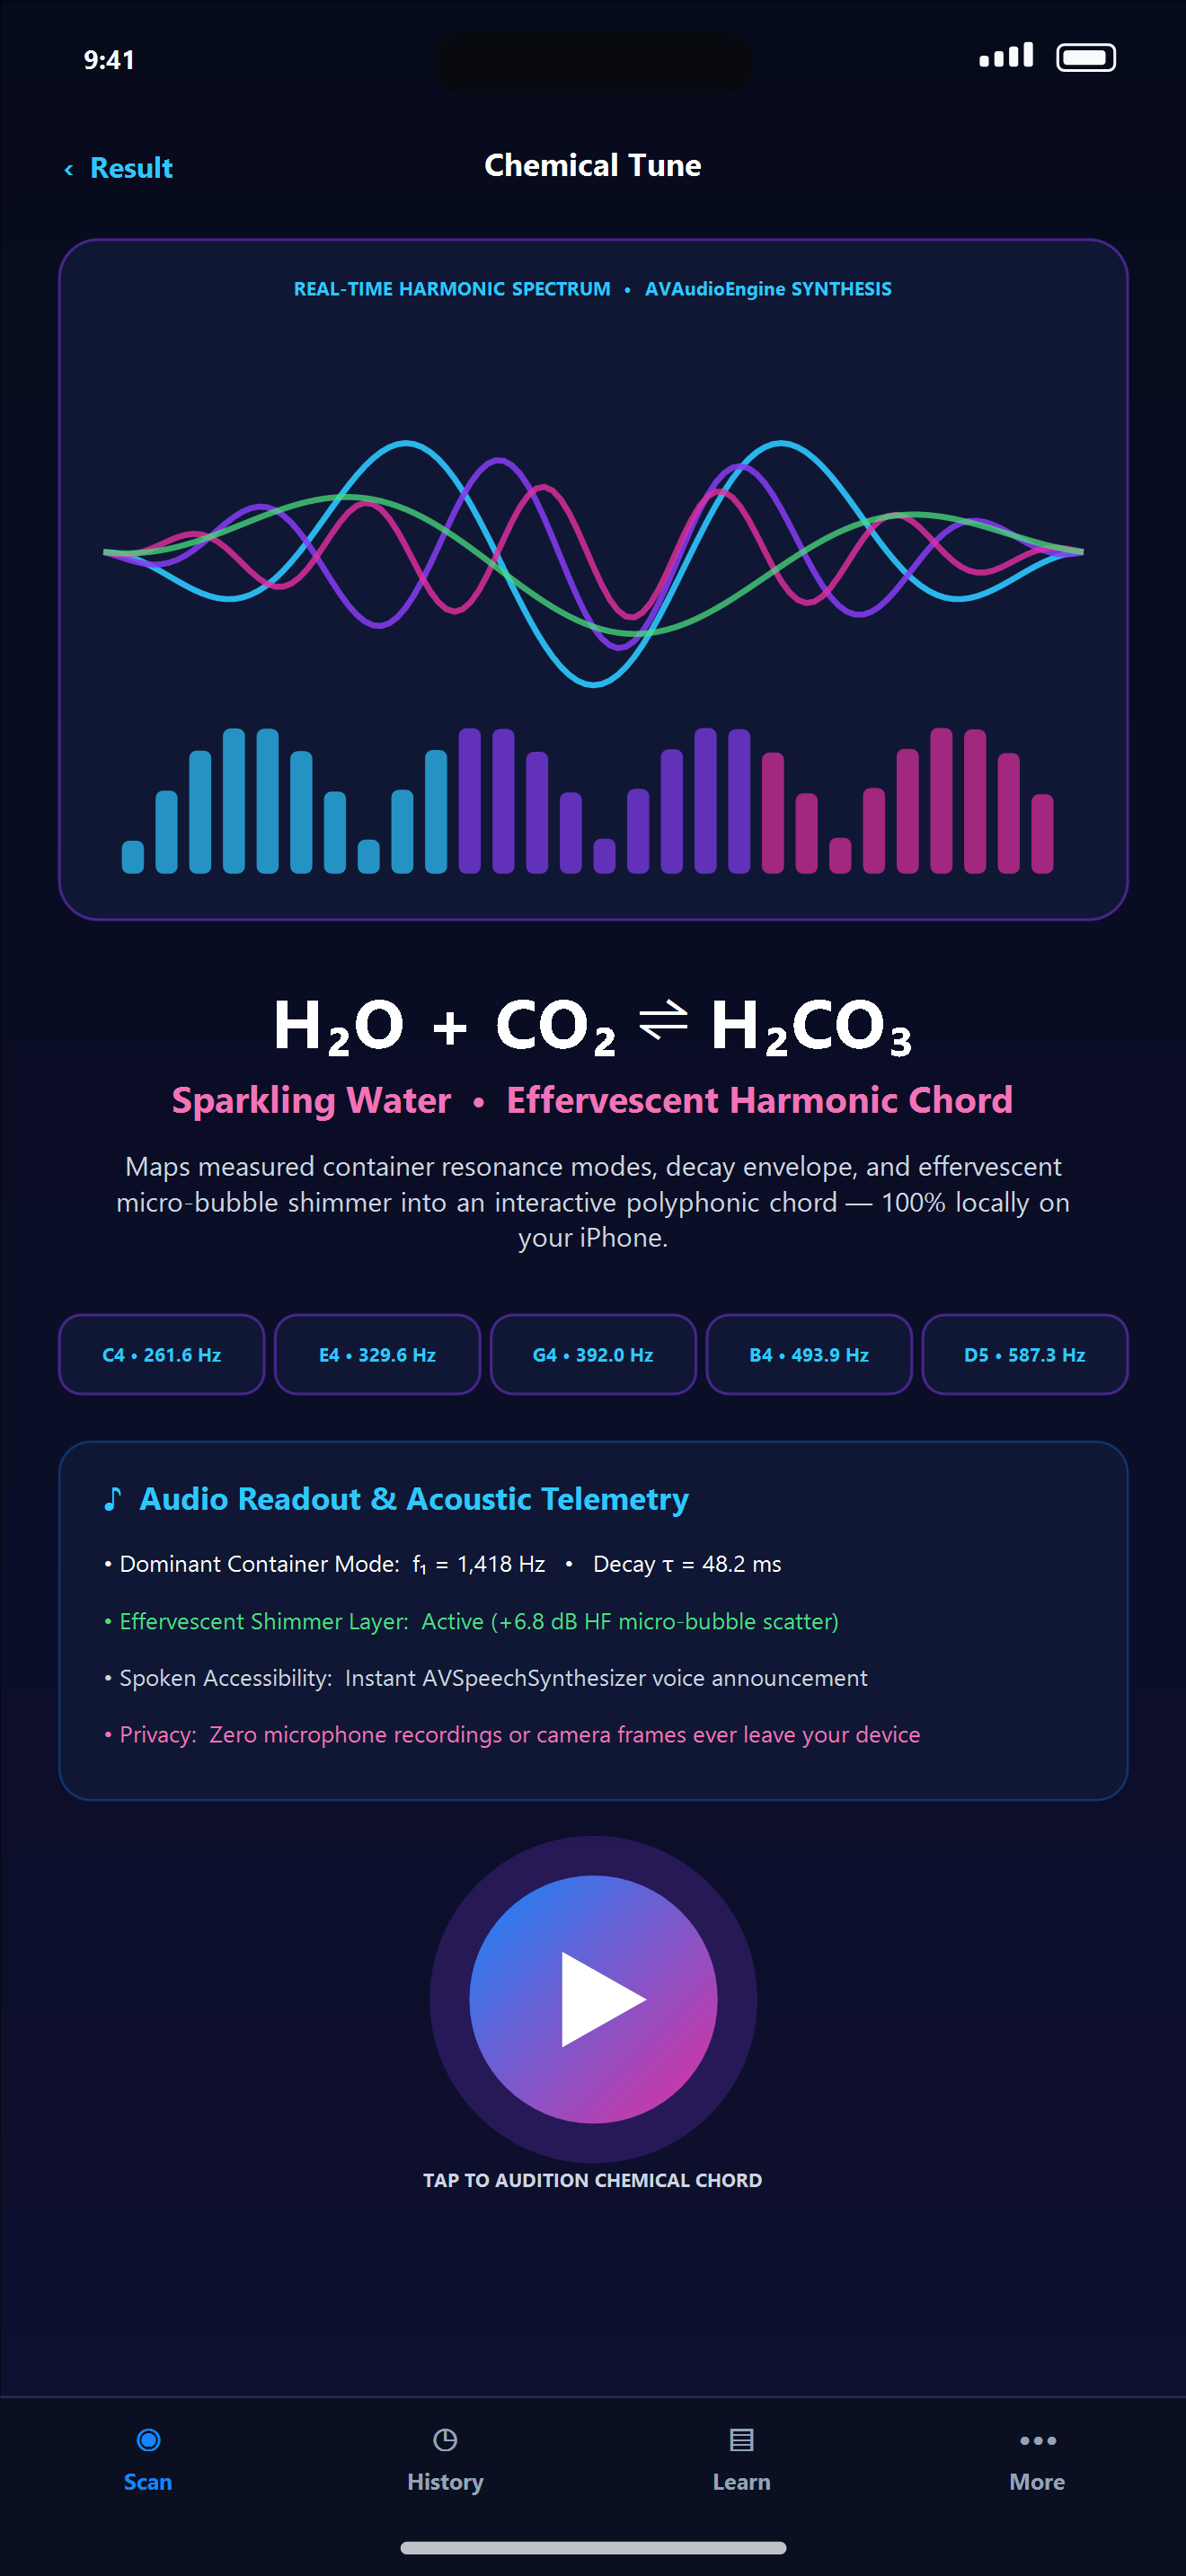 9:41
‹ Result
Chemical Tune
REAL-TIME HARMONIC SPECTRUM • AVAudioEngine SYNTHESIS
H₂O + CO₂ ⇌ H₂CO₃
Sparkling Water • Effervescent Harmonic Chord
Maps measured container resonance modes, decay envelope, and effervescent
micro-bubble shimmer into an interactive polyphonic chord — 100% locally on
your iPhone.
C4 • 261.6 Hz
E4 • 329.6 Hz
G4 • 392.0 Hz
B4 • 493.9 Hz
D5 • 587.3 Hz
♪ Audio Readout & Acoustic Telemetry
• Dominant Container Mode: f₁ = 1,418 Hz • Decay τ = 48.2 ms
• Effervescent Shimmer Layer: Active (+6.8 dB HF micro-bubble scatter)
• Spoken Accessibility: Instant AVSpeechSynthesizer voice announcement
• Privacy: Zero microphone recordings or camera frames ever leave your device
TAP TO AUDITION CHEMICAL CHORD
Scan
History
Learn
More